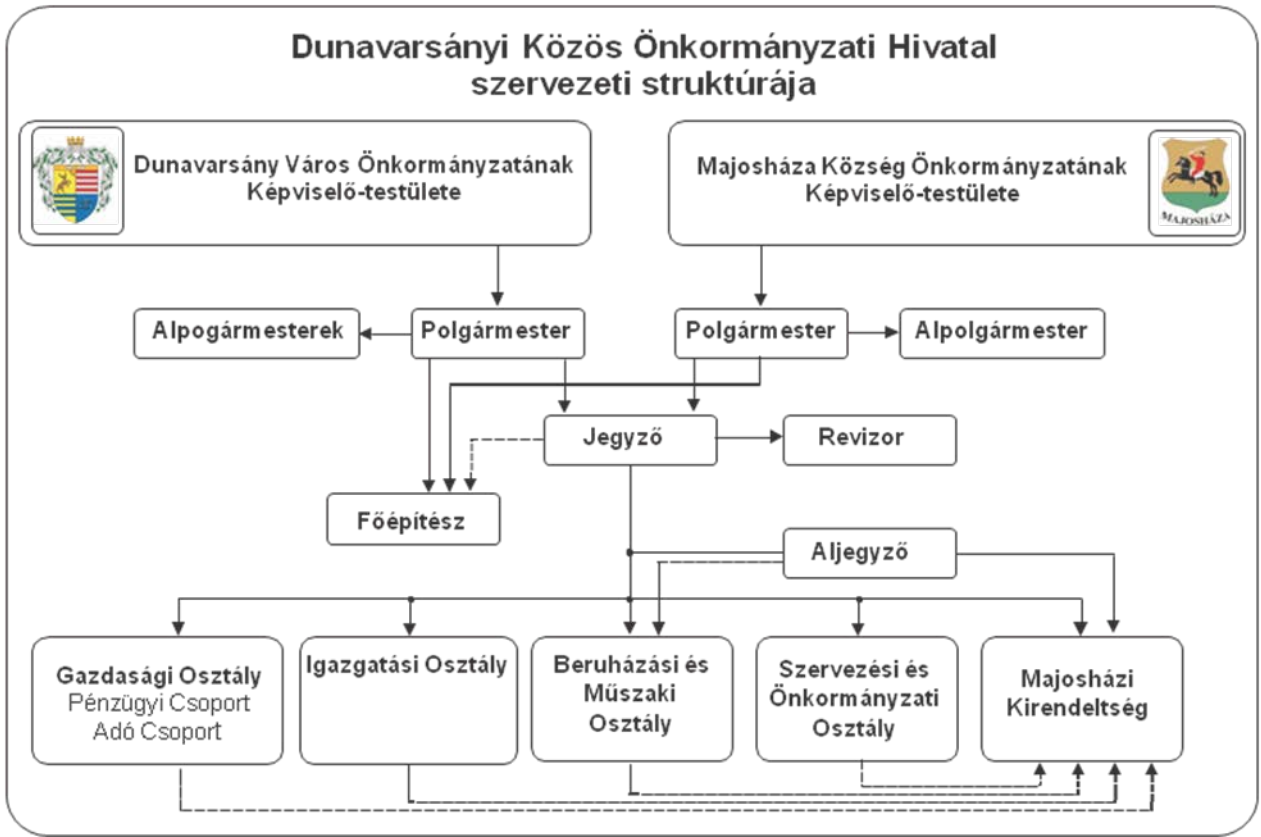 Dunavarsányi Közös Önkormányzati Hivatal
szervezeti struktúrája
Dunavarsány Város Önkormányzatának
Képviselő-testülete
Majosháza Község Önkormányzatának
Képviselő-testülete
MAJOSHÁZA
Alpogármesterek
Polgármester
Polgármester
Alpolgármester
Jegyző
Revizor
Főépítész
Aljegyző
Gazdasági Osztály
Pénzügyi Csoport
Adó Csoport
Igazgatási Osztály
Beruházási és
Műszaki
Osztály
Szervezési és
Önkormányzati
Osztály
Majosházi
Kirendeltség